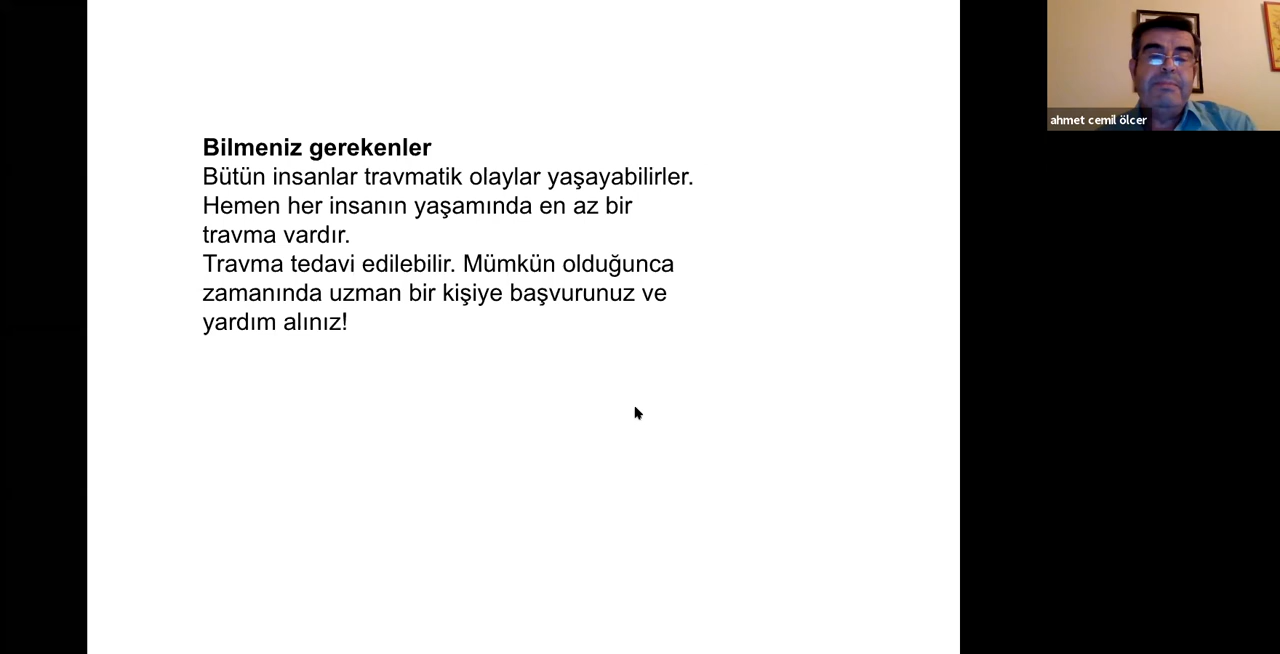 Bilmeniz gerekenler
Bütün insanlar travmatik olaylar yaşayabilirler.
Hemen her insanın yaşamında en az bir
travma vardır.
Travma tedavi edilebilir. Mümkün olduğunca
zamanında uzman bir kişiye başvurunuz ve
yardım alınız!
ahmet cemil ölcer